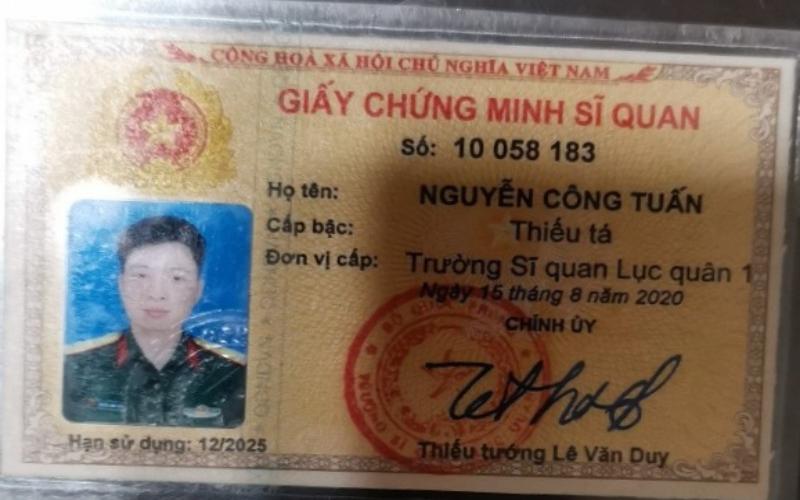 CÔNG HOÀ XÃ HỘI CHỦ NGHĨA VIỆT NAM
GIẤY CHỨNG MINH SĨ QUAN
Số: 10 058 183
Họ tên: NGUYỄN CÔNG TUẤN
Cấp bậc: Thiếu tá
Đơn vị cấp: Trường Sĩ quan Lục quân 1
Ngày 15 tháng 8 năm 2020
CHÍNH ỦY
Thiếu tướng Lê Văn Duy
Hạn sử dụng: 12/2025